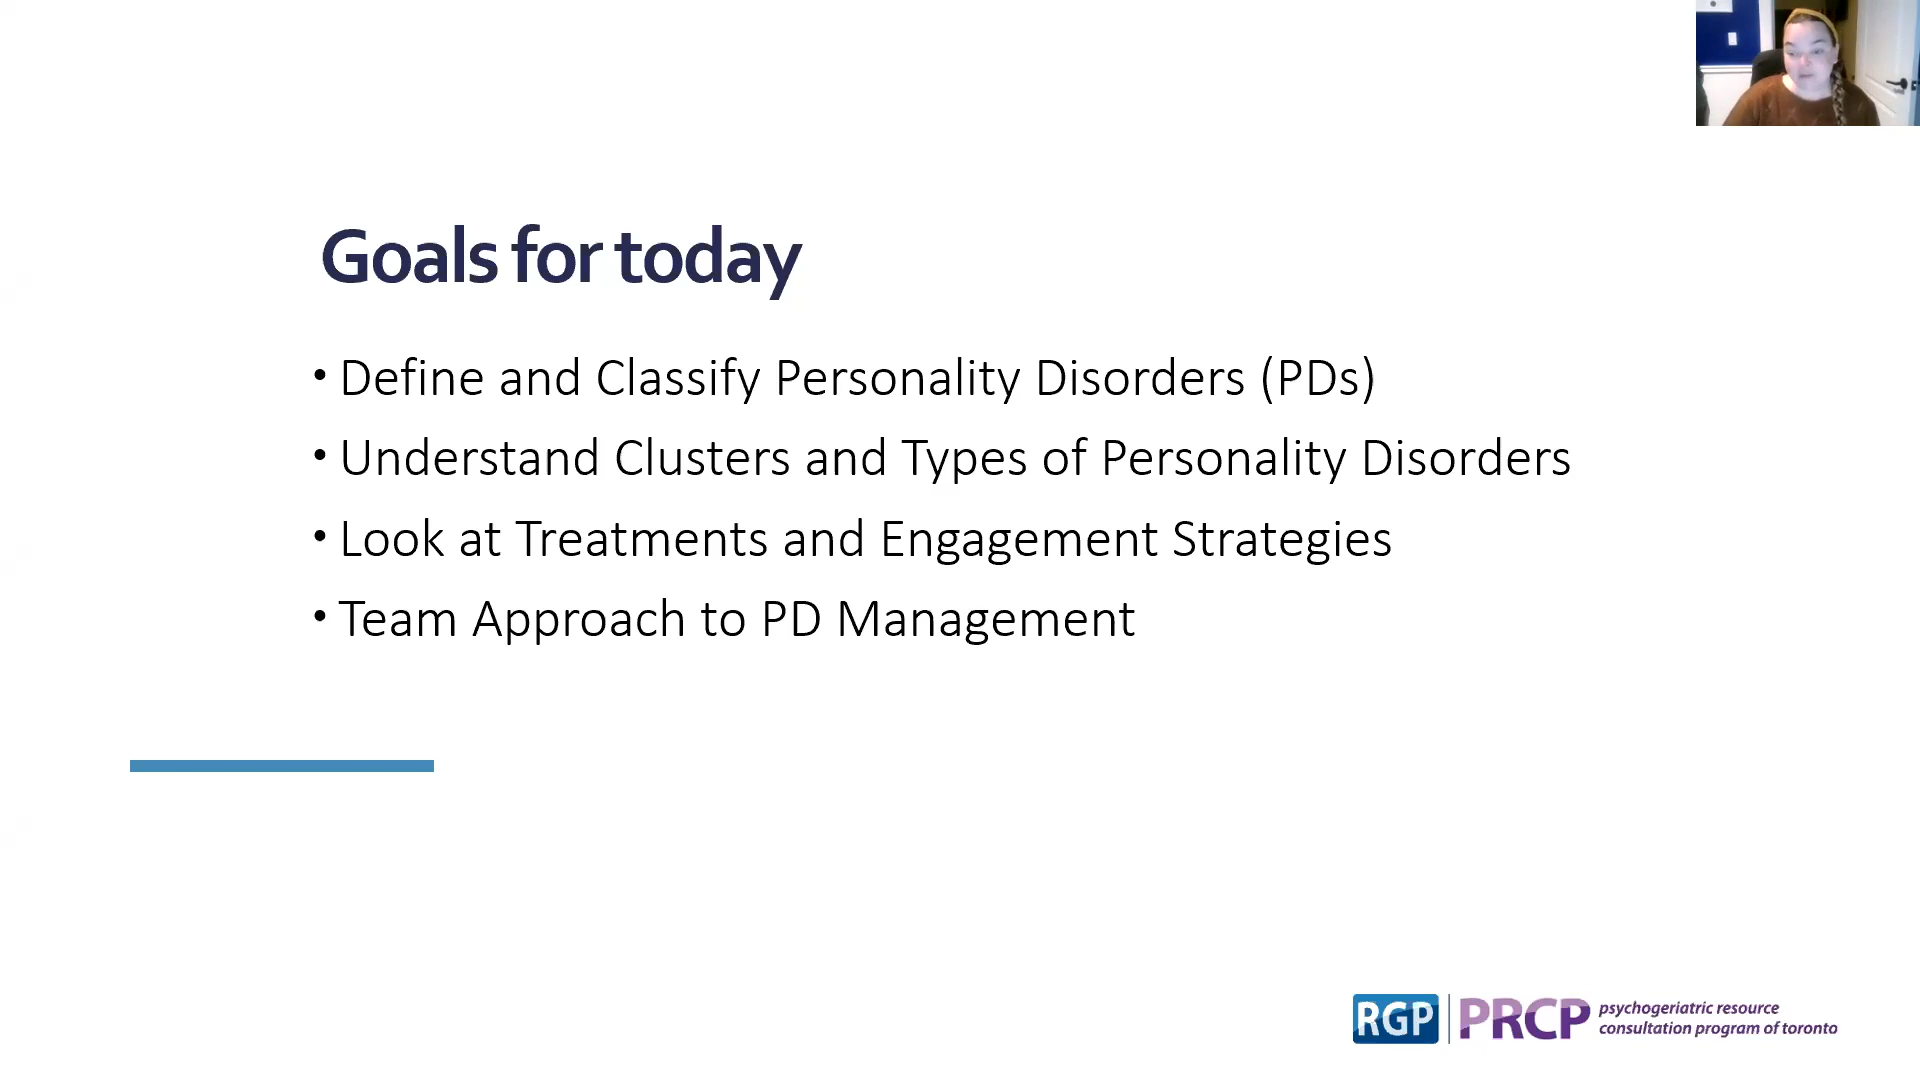 Goals for today
• Define and Classify Personality Disorders (PDs)
• Understand Clusters and Types of Personality Disorders
• Look at Treatments and Engagement Strategies
• Team Approach to PD Management
RGP PRCP psychogeriatric resource
consultation program of toronto